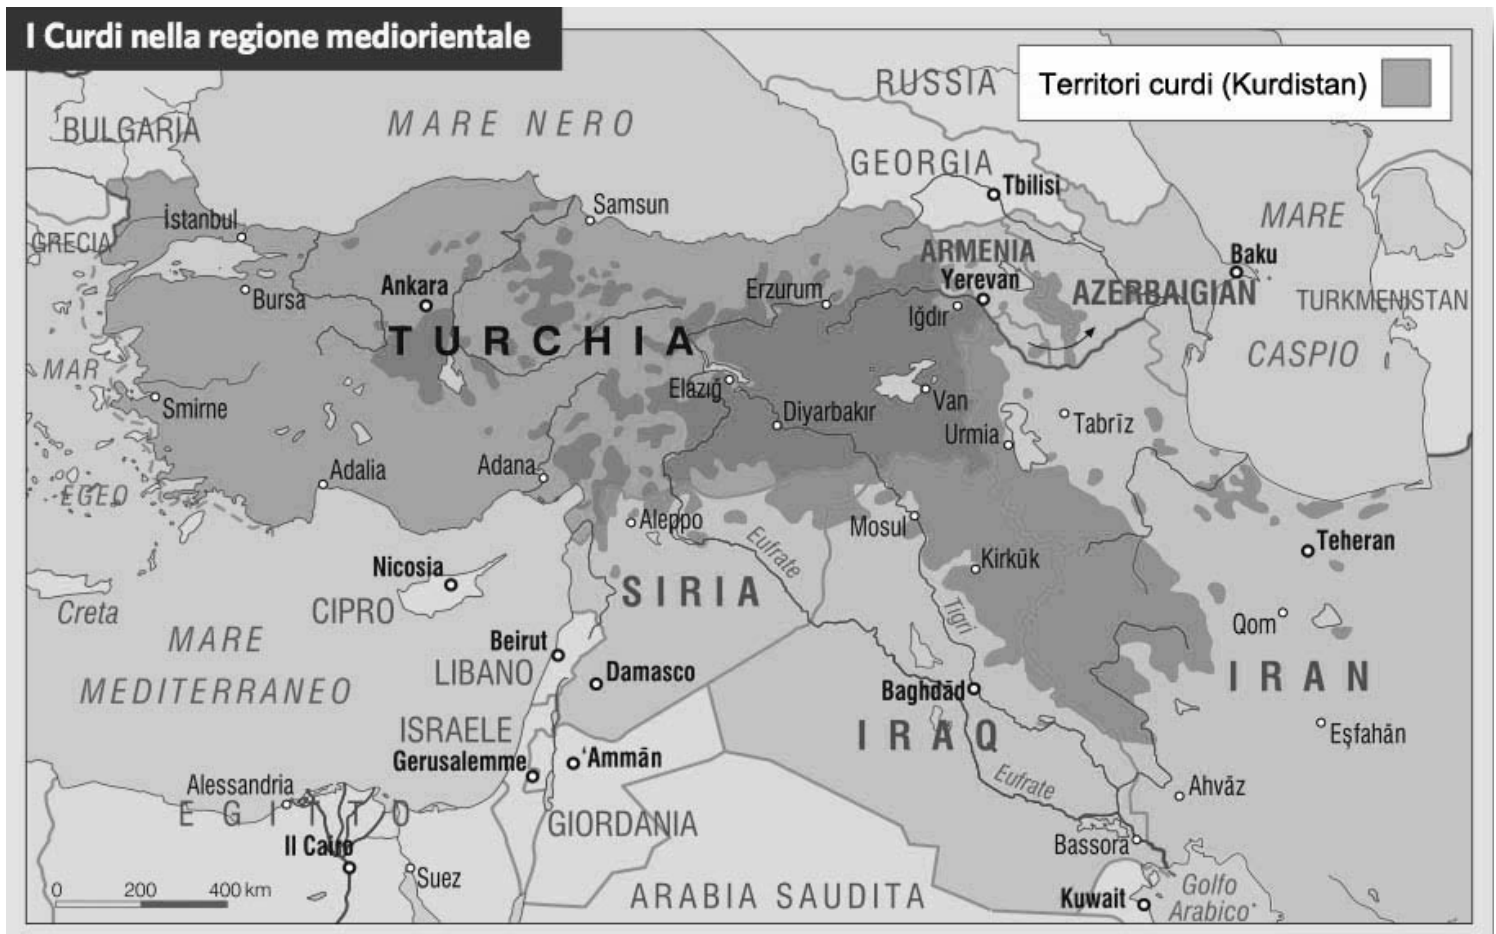 I Curdi nella regione mediorientale
Territori curdi (Kurdistan)
RUSSIA
BULGARIA
MARE NERO
GEORGIA
Tbilisi
Samsun
İstanbul
MARE
GRECIA
ARMENIA
Baku
Ankara
Erzurum
Yerevan
AZERBAIGIAN
Bursa
TURKMENISTAN
Iğdır
TURCHIA
CASPIO
MAR
Elazığ
Van
Smirne
Diyarbakır
Tabrīz
Urmia
Adalia
Adana
EGEO
Aleppo
Mosul
Eufrate
Teheran
Kirkūk
Nicosia
SIRIA
Creta
CIPRO
Tigri
Qom
MARE
Beirut
LIBANO
Damasco
IRAN
MEDITERRANEO
Baghdād
ISRAELE
IRAQ
Eşfahān
Gerusalemme
'Ammān
Eufrate
Alessandria
Ahvāz
EGITTO
GIORDANIA
Il Cairo
Bassora
Suez
0 200 400 km
ARABIA SAUDITA
Kuwait
Golfo
Arabico